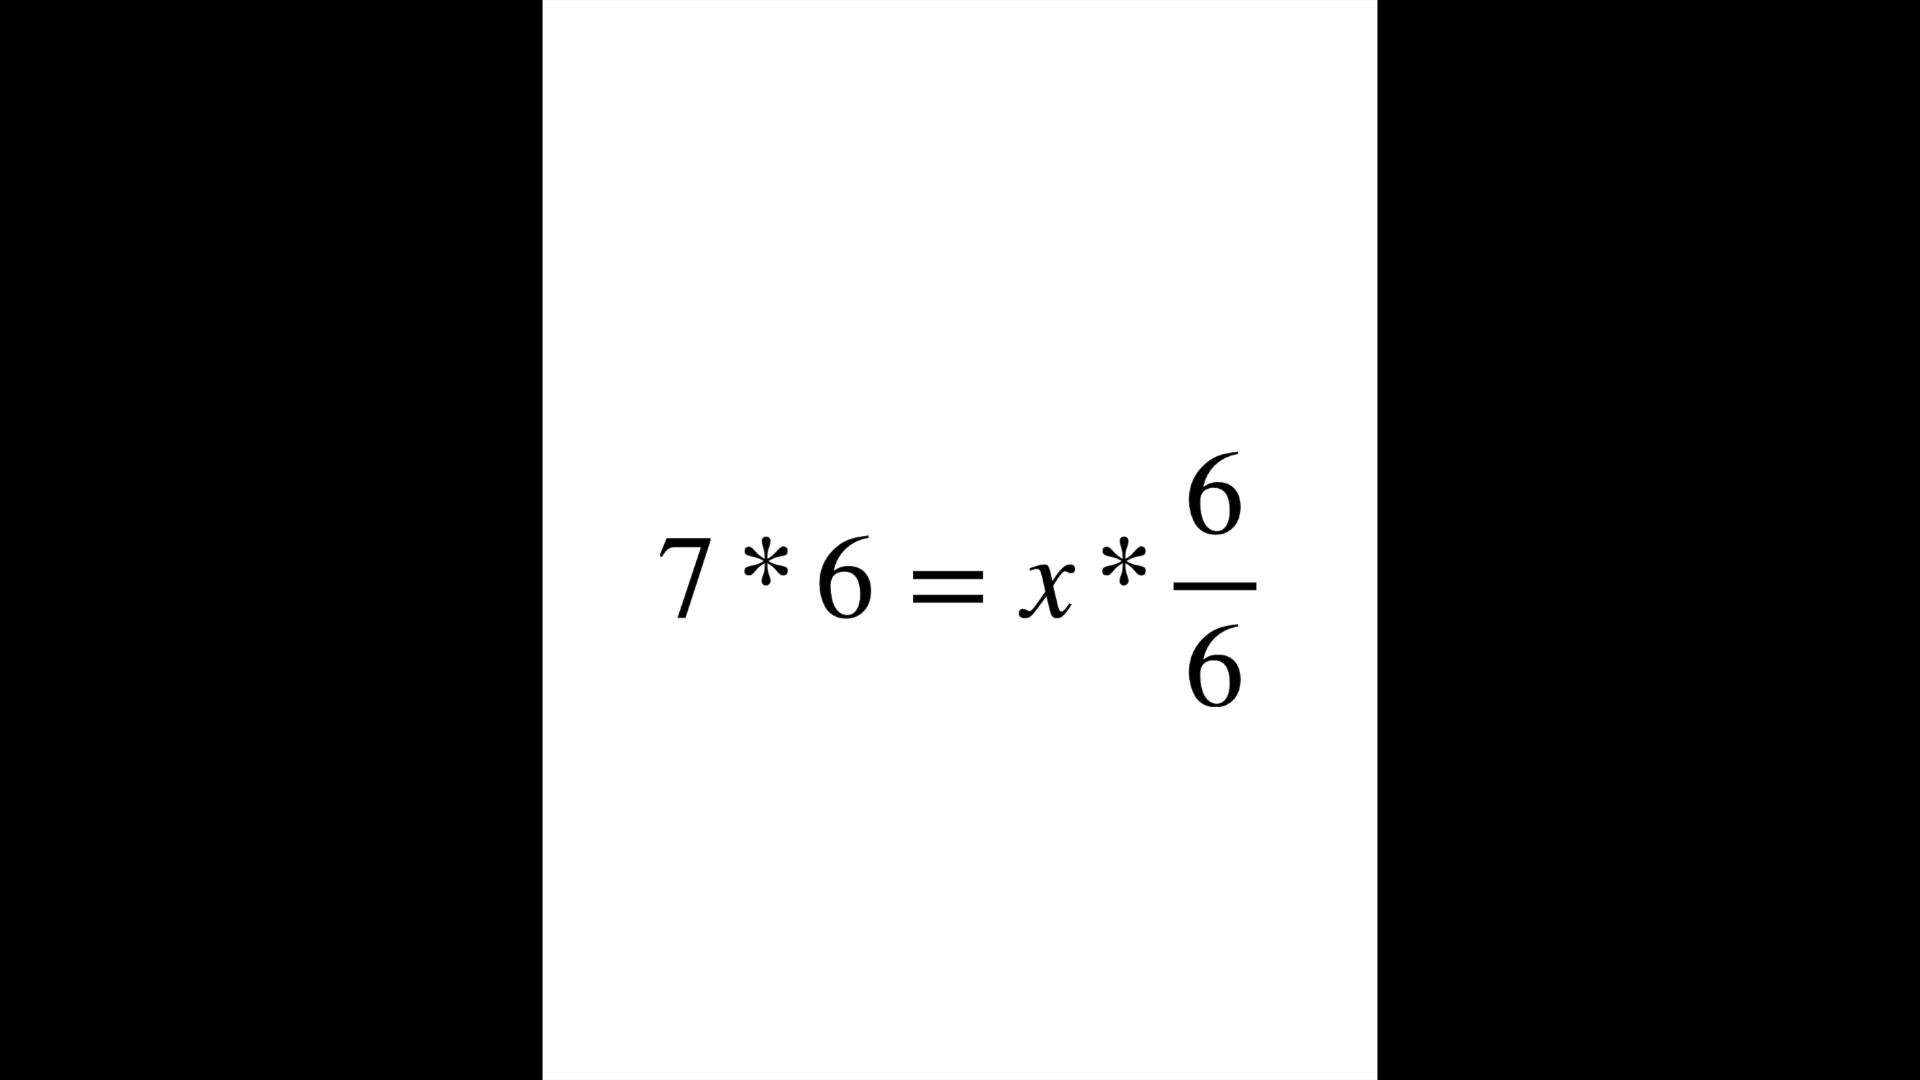 7 * 6 = x * 6/6